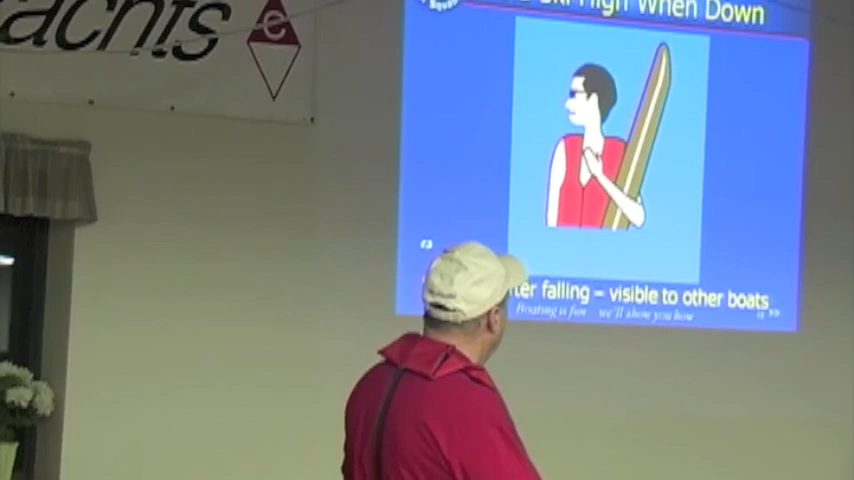 achts
e
Ski High When Down
ter falling – visible to other boats
Boating is fun we'll show you how